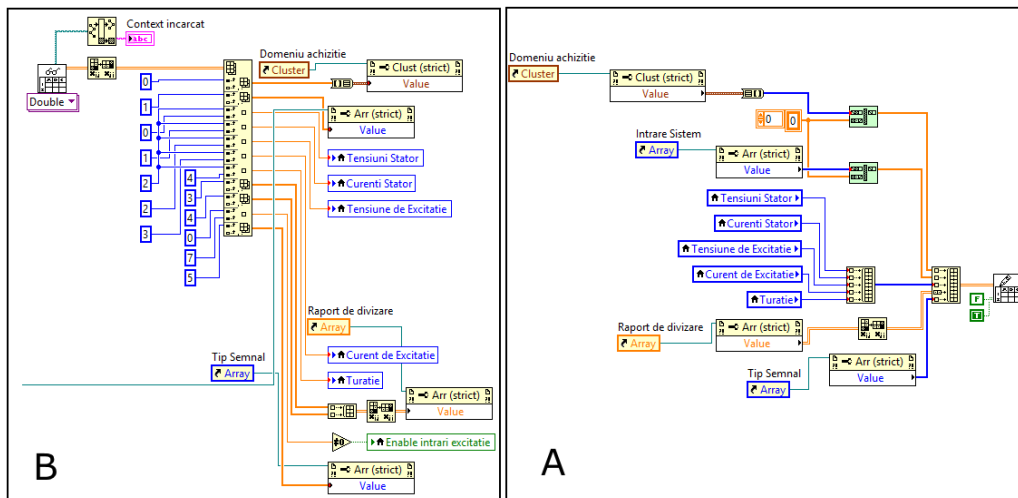 Context incarcat
abc
Double
0
1
0
1
2
4
3
2
4
3
0
7
5
Domeniu achizitie
Cluster
Clust (strict)
Value
Arr (strict)
Value
Tensiuni Stator
Curenti Stator
Tensiune de Excitatie
Raport de divizare
Array
Curent de Excitatie
Tip Semnal
Array
Turatie
Arr (strict)
Value
≠0
Enable intrari excitatie
Arr (strict)
Value
B
Domeniu achizitie
Cluster
Clust (strict)
Value
0
0
Intrare Sistem
Array
Arr (strict)
Value
Tensiuni Stator
Curenti Stator
Tensiune de Excitatie
Curent de Excitatie
Turatie
F
T
Raport de divizare
Array
Arr (strict)
Value
Tip Semnal
Array
Arr (strict)
Value
A